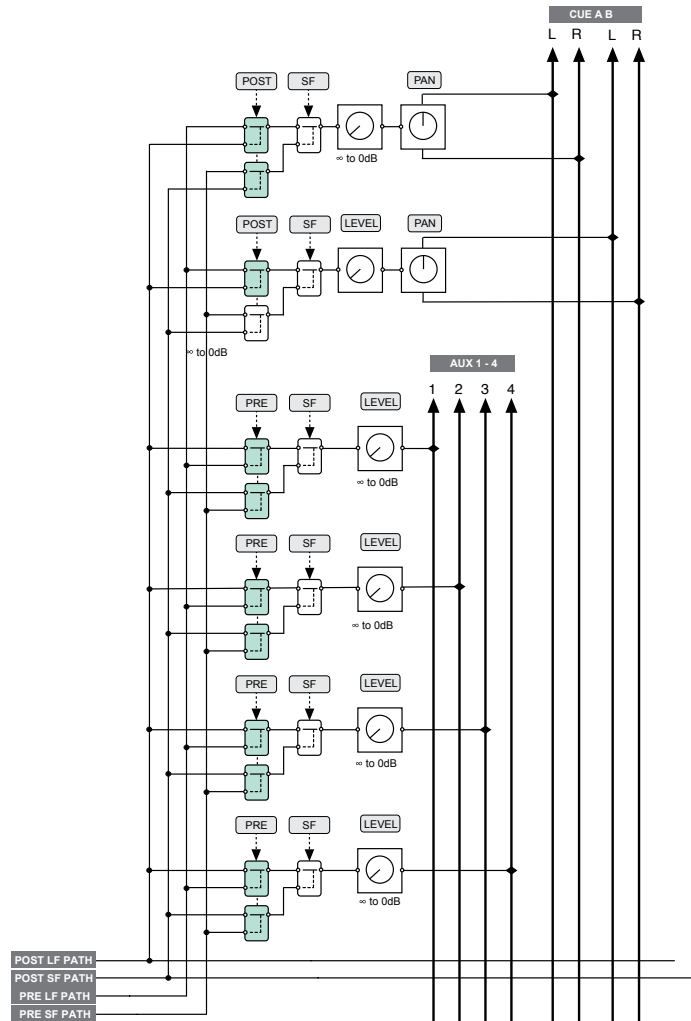 CUE A B
L R L R
POST SF PAN
∞ to 0dB
POST SF LEVEL PAN
∞ to 0dB
AUX 1 - 4
1 2 3 4
PRE SF LEVEL
∞ to 0dB
PRE SF LEVEL
∞ to 0dB
PRE SF LEVEL
∞ to 0dB
PRE SF LEVEL
∞ to 0dB
POST LF PATH
POST SF PATH
PRE LF PATH
PRE SF PATH